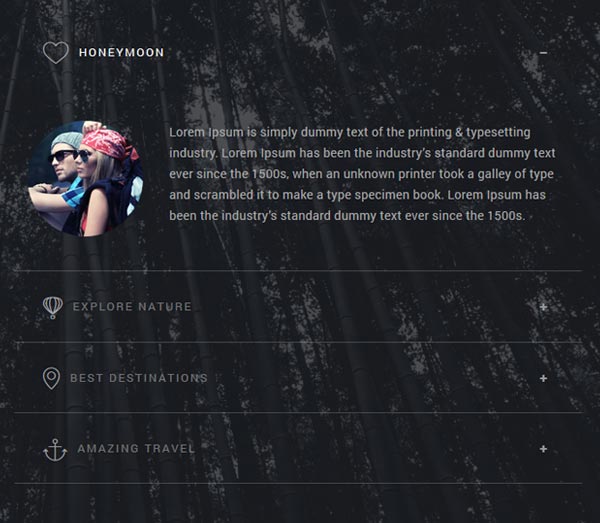 HONEYMOON
Lorem Ipsum is simply dummy text of the printing & typesetting
industry. Lorem Ipsum has been the industry's standard dummy text
ever since the 1500s, when an unknown printer took a galley of type
and scrambled it to make a type specimen book. Lorem Ipsum has
been the industry's standard dummy text ever since the 1500s.
EXPLORE NATURE
BEST DESTINATIONS
AMAZING TRAVEL